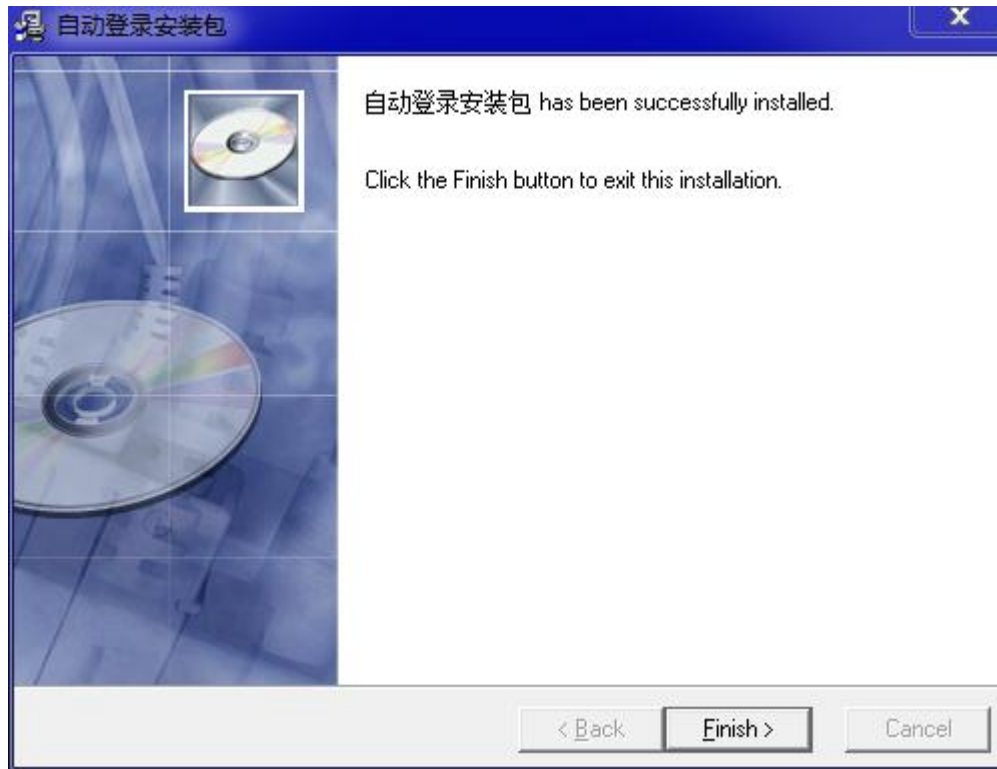 自动登录安装包
自动登录安装包 has been successfully installed.
Click the Finish button to exit this installation.
< Back
Finish >
Cancel